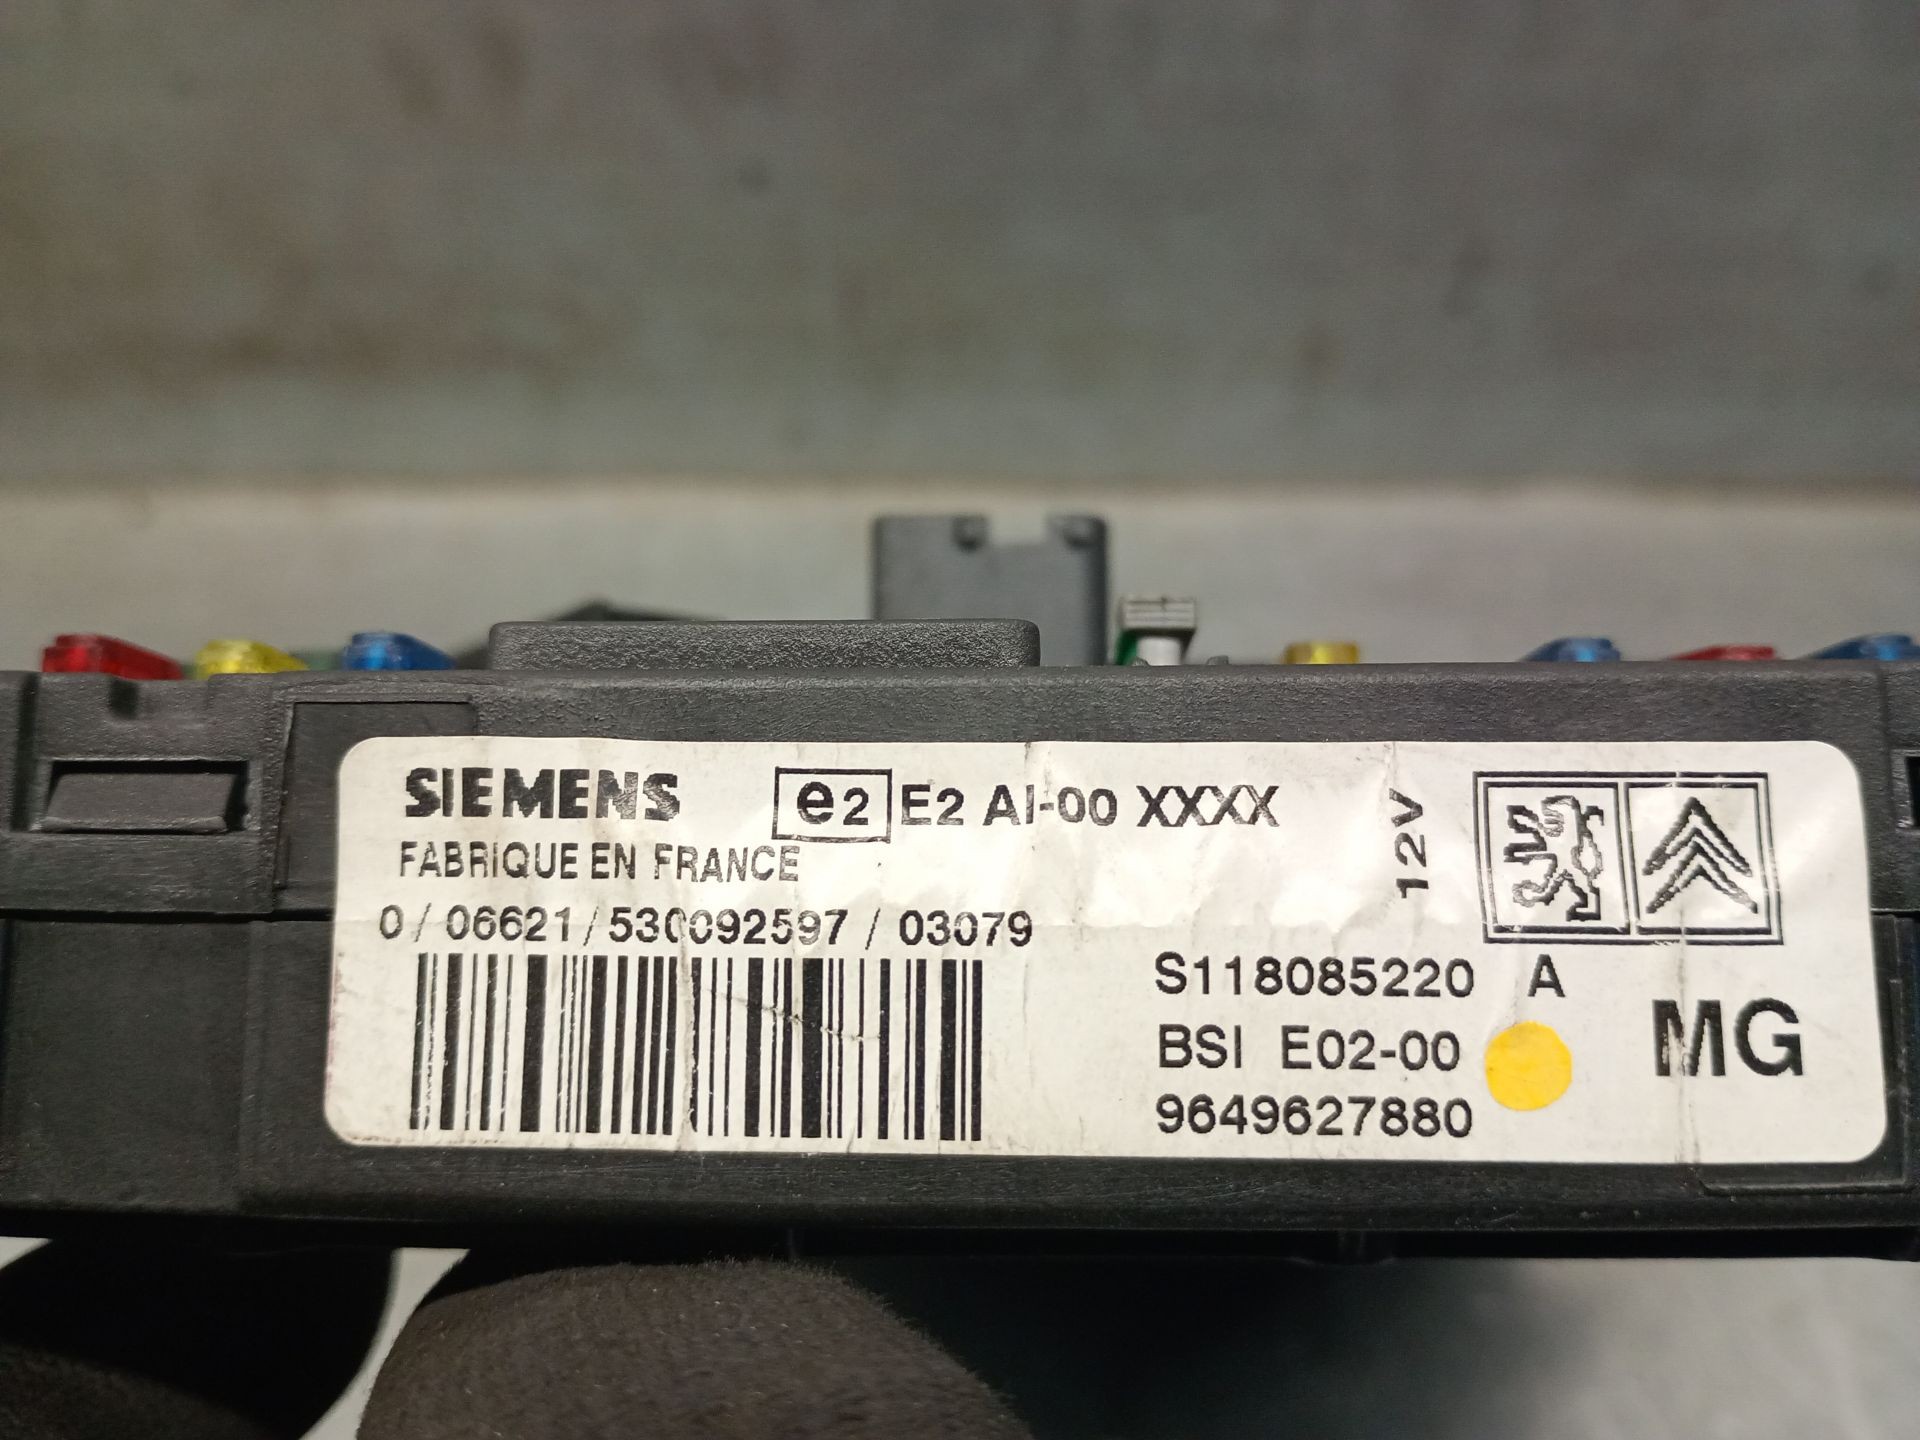 SIEMENS e2 E2 AI-00 XXXX
FABRIQUE EN FRANCE
12V
0/06621/530092597/03079
S118085220 A
BSI E02-00
MG
9649627880